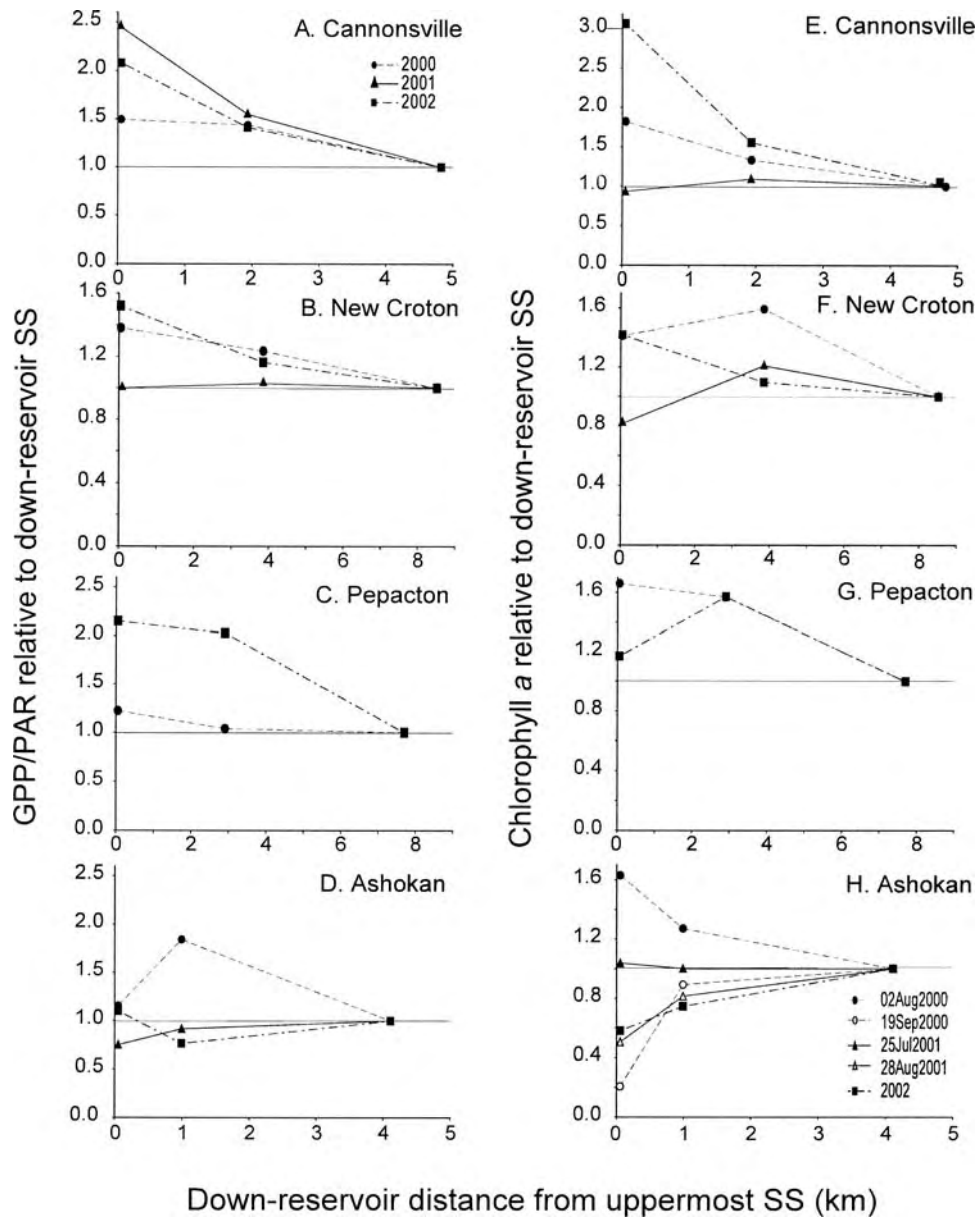 GPP/PAR relative to down-reservoir SS
A. Cannonsville
2000
2001
2002
2.5
2.0
1.5
1.0
0.5
0.0
0 1 2 3 4 5
B. New Croton
1.6
1.2
0.8
0.4
0.0
0 2 4 6 8
C. Pepacton
2.5
2.0
1.5
1.0
0.5
0.0
0 2 4 6 8
D. Ashokan
2.5
2.0
1.5
1.0
0.5
0.0
0 1 2 3 4 5
Chlorophyll a relative to down-reservoir SS
E. Cannonsville
3.0
2.0
1.5
1.0
0.5
0.0
0 1 2 3 4 5
F. New Croton
1.6
1.2
0.8
0.4
0.0
0 2 4 6 8
G. Pepacton
1.6
1.2
0.8
0.4
0.0
0 2 4 6 8
H. Ashokan
1.6
1.2
0.8
0.4
0.0
02Aug2000
19Sep2000
25Jul2001
28Aug2001
2002
0 1 2 3 4 5
Down-reservoir distance from uppermost SS (km)